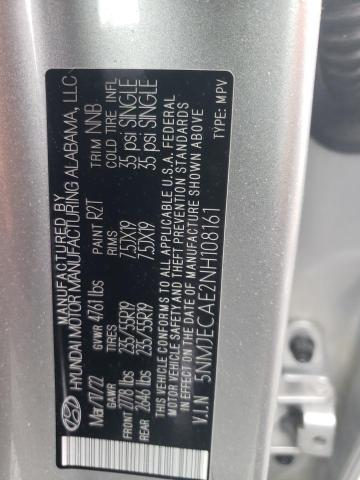 MANUFACTURED BY
HYUNDAI MOTOR MANUFACTURING ALABAMA, LLC
Mar/17/22 GVWR 4761 lbs PAINT R2T TRIM NNB
GAWR TIRES RIMS COLD TIRE INFL
FRONT 2778 lbs 235/55R19 7.5JX19 35 psi SINGLE
REAR 2646 lbs 235/55R19 7.5JX19 35 psi SINGLE
THIS VEHICLE CONFORMS TO ALL APPLICABLE U.S.A. FEDERAL
MOTOR VEHICLE SAFETY AND THEFT PREVENTION STANDARDS
IN EFFECT ON THE DATE OF MANUFACTURE SHOWN ABOVE
V.I.N 5NMJECAE2NH108161 TYPE: MPV